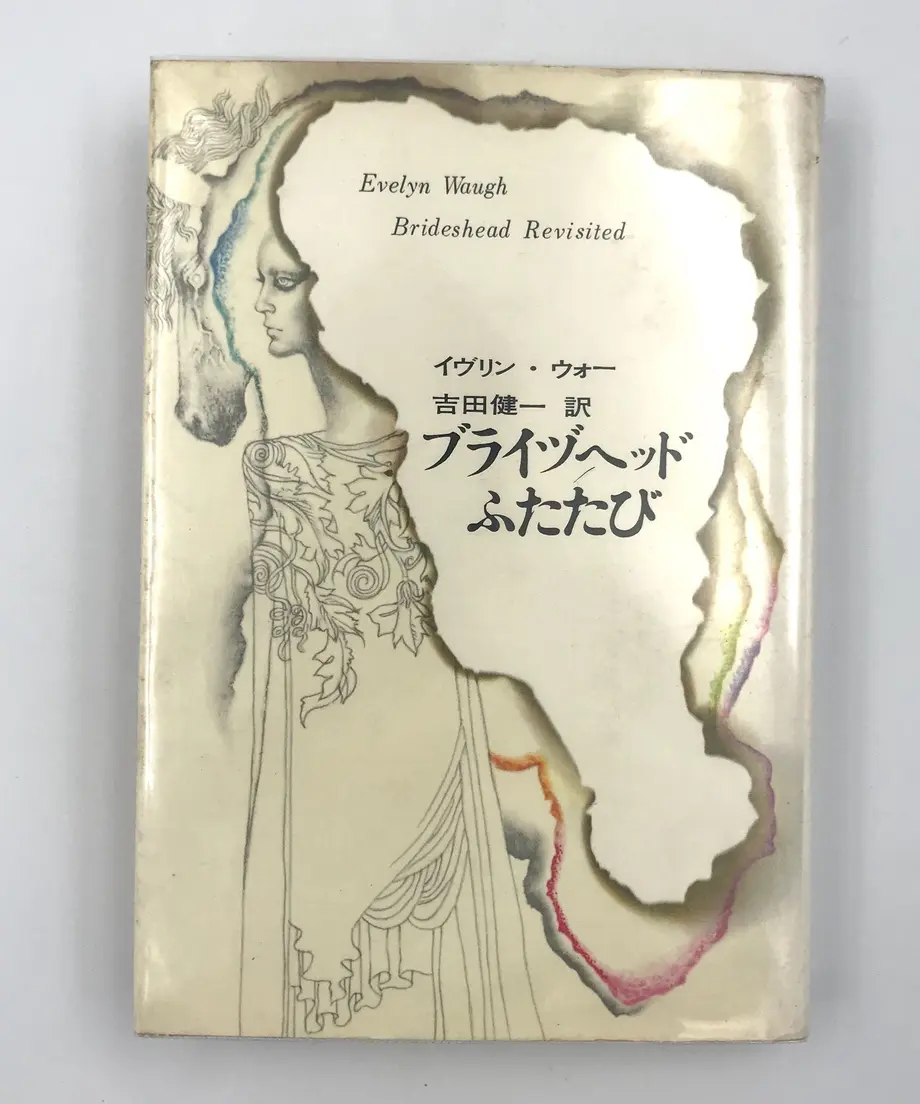 Evelyn Waugh
Brideshead Revisited
イヴリン・ウォー
吉田健一 訳
ブライヅヘッド
ふたたび